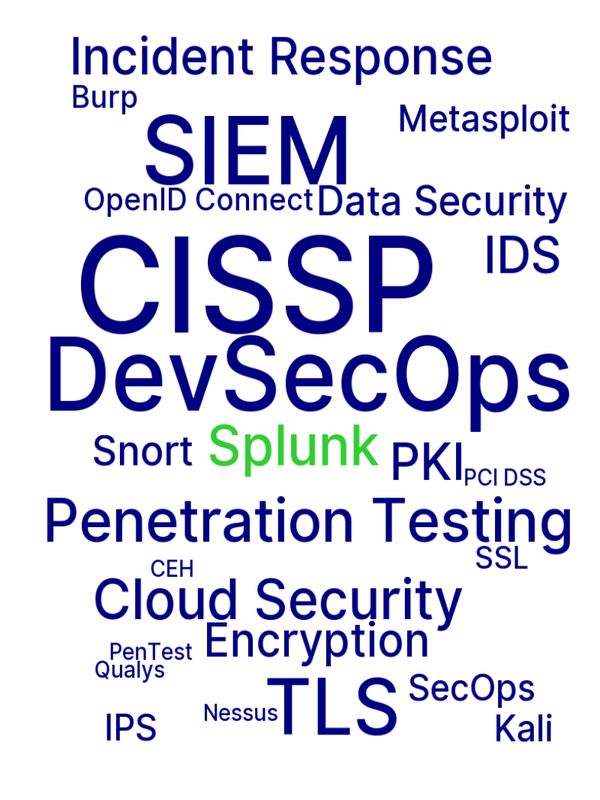 Incident Response
Burp
Metasploit
SIEM
OpenID Connect
Data Security
CISSP
IDS
DevSecOps
Snort
Splunk
PKI
PCI DSS
Penetration Testing
SSL
CEH
Cloud Security
Encryption
PenTest
Qualys
TLS
SecOps
Nessus
IPS
Kali